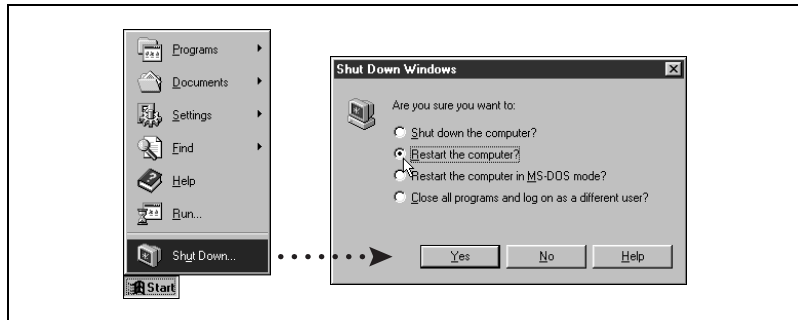 Programs
Documents
Settings
Find
Help
Run...
Shut Down...
Start
Shut Down Windows
Are you sure you want to:
Shut down the computer?
Restart the computer?
Restart the computer in MS-DOS mode?
Close all programs and log on as a different user?
Yes
No
Help